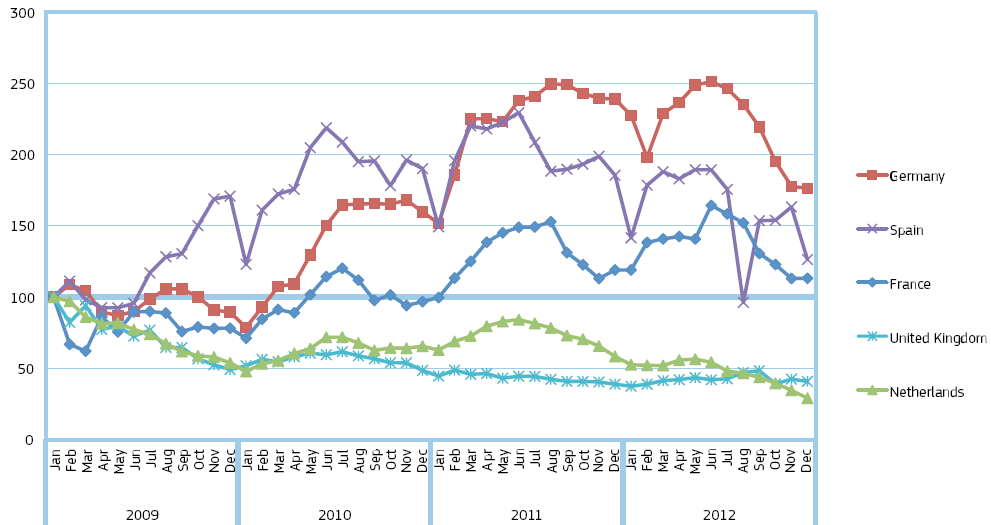 300
250
200
150
100
50
0
Jan Feb Mar Apr May Jun Jul Aug Sep Oct Nov Dec Jan Feb Mar Apr May Jun Jul Aug Sep Oct Nov Dec Jan Feb Mar Apr May Jun Jul Aug Sep Oct Nov Dec Jan Feb Mar Apr May Jun Jul Aug Sep Oct Nov Dec
2009 2010 2011 2012
Germany
Spain
France
United Kingdom
Netherlands